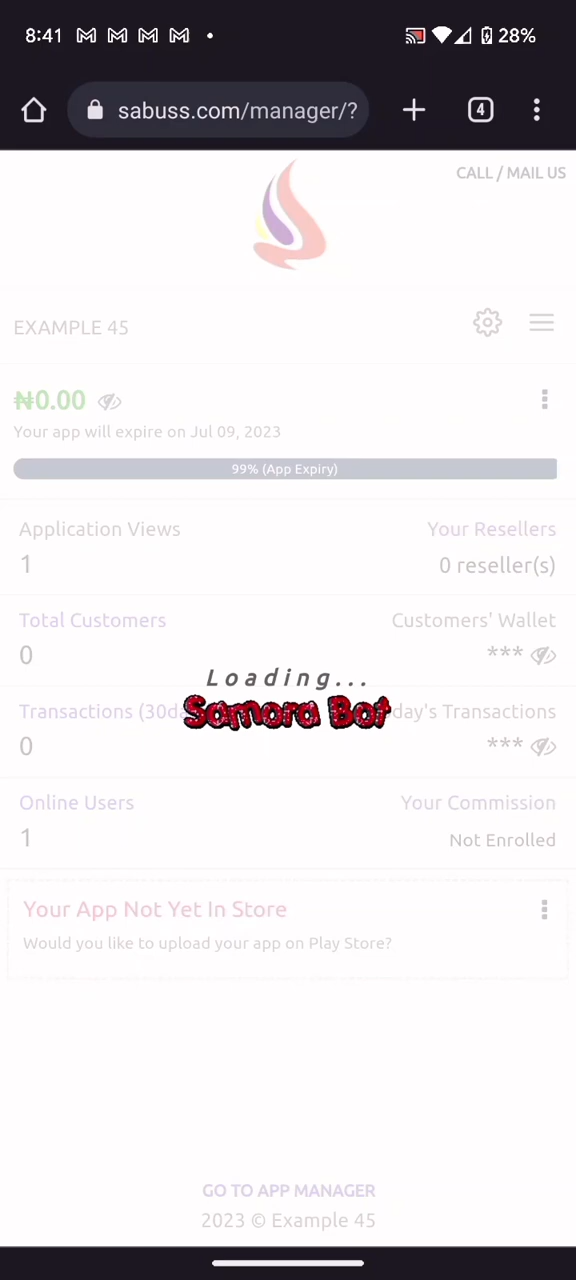 8:41
28%
sabuss.com/manager/?
4
CALL / MAIL US
EXAMPLE 45
₦0.00
Your app will expire on Jul 09, 2023
99% (App Expiry)
Application Views
Your Resellers
1
0 reseller(s)
Total Customers
Customers' Wallet
0
***
Loading...
Samora Bot
Transactions (30d
day's Transactions
0
***
Online Users
Your Commission
1
Not Enrolled
Your App Not Yet In Store
Would you like to upload your app on Play Store?
GO TO APP MANAGER
2023 © Example 45